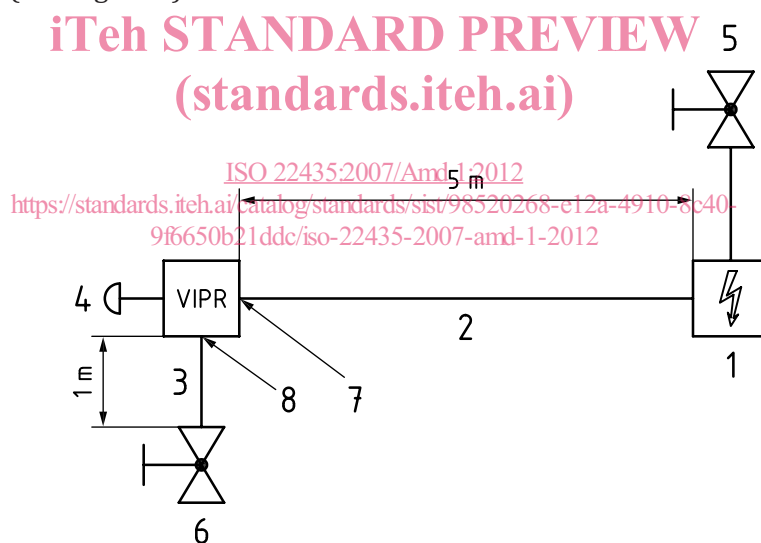 iTeh STANDARD PREVIEW
(standards.iteh.ai)
5
ISO 22435:2007/Amd 1:2012
5 m
https://standards.iteh.ai/catalog/standards/sist/98520268-e12a-4910-8c40-
9f6650b21ddc/iso-22435-2007-amd-1-2012
4
VIPR
2
1
1 m
3
8
7
6